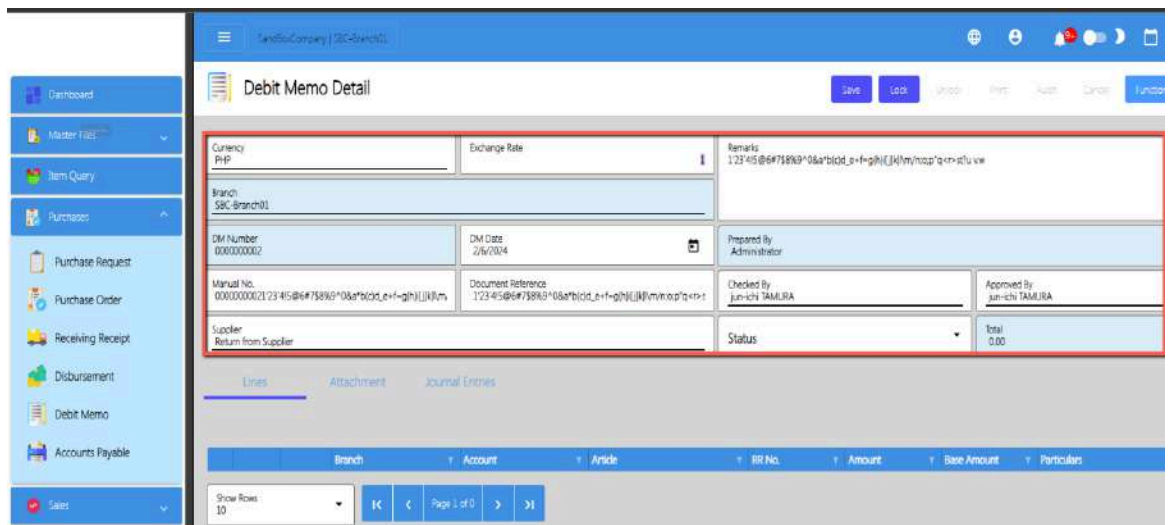 SandBoxCompany | SBC-Branch01
9+
Debit Memo Detail
Save
Lock
Unlock
Print
Audit
Cancel
Function
Dashboard
Master Files
Item Query
Purchases
Purchase Request
Purchase Order
Receiving Receipt
Disbursement
Debit Memo
Accounts Payable
Sales
Currency
PHP
Exchange Rate
1
Remarks
Branch
SBC-Branch01
DM Number
0000000002
DM Date
2/6/2024
Prepared By
Administrator
Manual No.
Document Reference
Checked By
jun-ichi TAMURA
Approved By
jun-ichi TAMURA
Supplier
Return from Supplier
Status
Total
0.00
Lines
Attachment
Journal Entries
Branch
Account
Article
RR No.
Amount
Base Amount
Particulars
Show Rows
10
Page 1 of 0